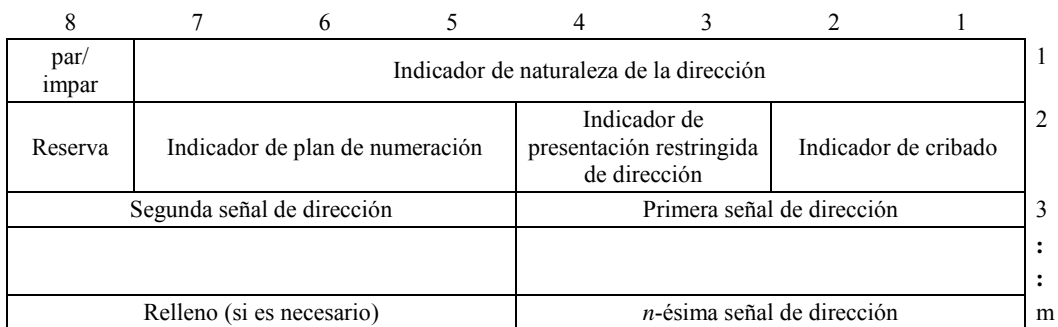 8 7 6 5 4 3 2 1
par/
impar
Indicador de naturaleza de la dirección
1
Reserva
Indicador de plan de numeración
Indicador de
presentación restringida
de dirección
Indicador de cribado
2
Segunda señal de dirección
Primera señal de dirección
3
:
:
Relleno (si es necesario)
n-ésima señal de dirección
m